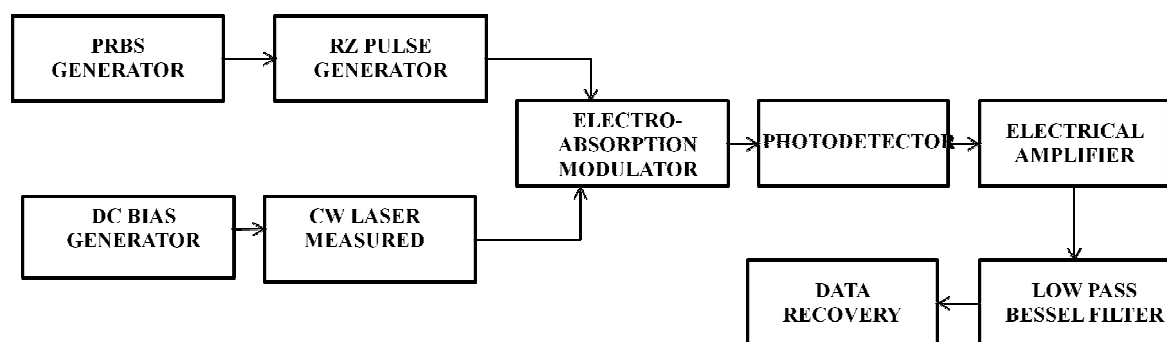 PRBS
GENERATOR
RZ PULSE
GENERATOR
ELECTRO-
ABSORPTION
MODULATOR
PHOTODETECTOR
ELECTRICAL
AMPLIFIER
DC BIAS
GENERATOR
CW LASER
MEASURED
DATA
RECOVERY
LOW PASS
BESSEL FILTER